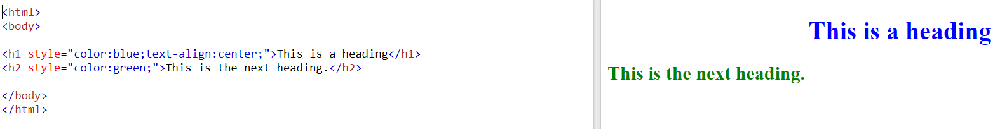 <html>
<body>
<h1 style="color:blue;text-align:center;">This is a heading</h1>
<h2 style="color:green;">This is the next heading.</h2>
</body>
</html>
This is a heading
This is the next heading.